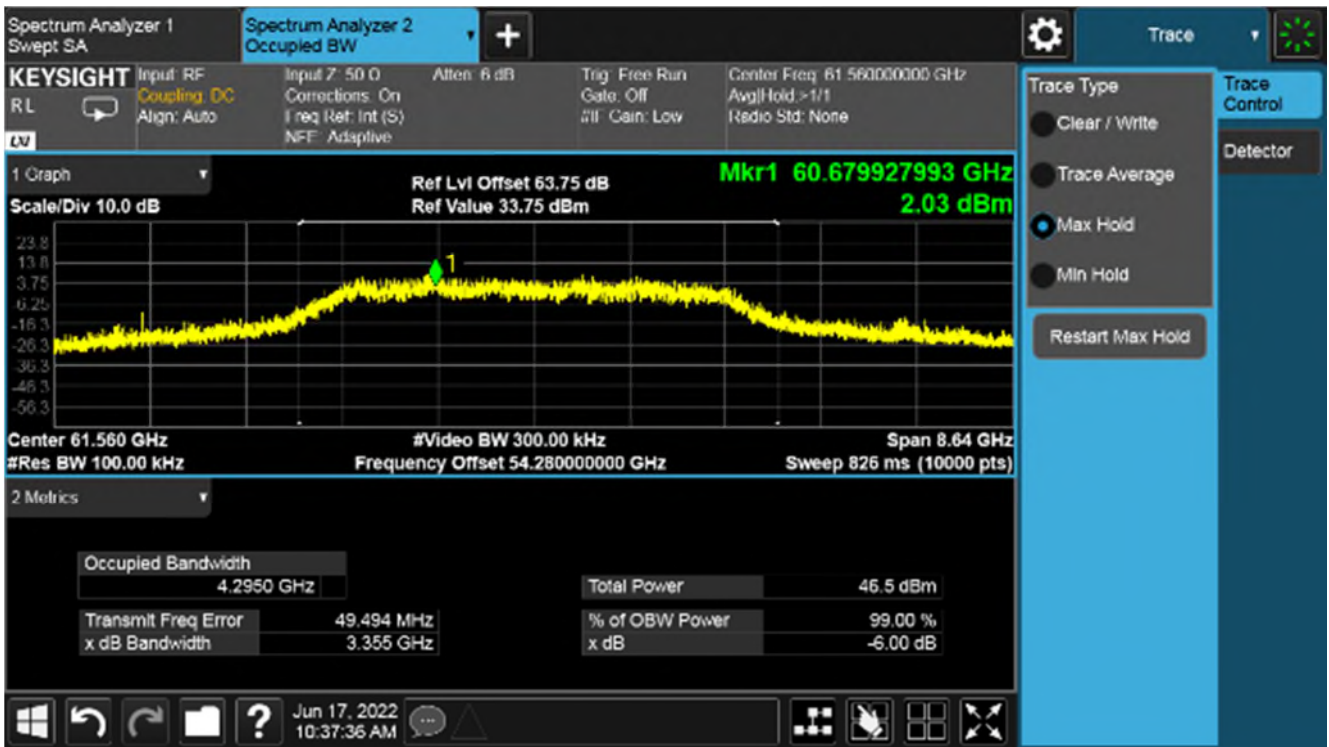 Spectrum Analyzer 1
Swept SA
Spectrum Analyzer 2
Occupied BW
Trace
KEYSIGHT
RL
LXI
Input: RF
Coupling: DC
Align: Auto
Input Z: 50 Ω
Corrections: On
Freq Ref: Int (S)
NFE: Adaptive
Atten: 6 dB
Trig: Free Run
Gate: Off
#IF Gain: Low
Center Freq: 61.560000000 GHz
Avg|Hold:>1/1
Radio Std: None
1 Graph
Scale/Div 10.0 dB
Ref Lvl Offset 63.75 dB
Ref Value 33.75 dBm
Mkr1 60.679927993 GHz
2.03 dBm
1
23.8
13.8
3.75
-6.25
-16.3
-26.3
-36.3
-46.3
-56.3
Center 61.560 GHz
#Res BW 100.00 kHz
#Video BW 300.00 kHz
Frequency Offset 54.280000000 GHz
Span 8.64 GHz
Sweep 826 ms (10000 pts)
2 Metrics
Occupied Bandwidth
4.2950 GHz
Transmit Freq Error 49.494 MHz
x dB Bandwidth 3.355 GHz
Total Power 46.5 dBm
% of OBW Power 99.00 %
x dB -6.00 dB
Trace Type
Clear / Write
Trace Average
Max Hold
Min Hold
Restart Max Hold
Trace
Control
Detector
?
Jun 17, 2022
10:37:36 AM